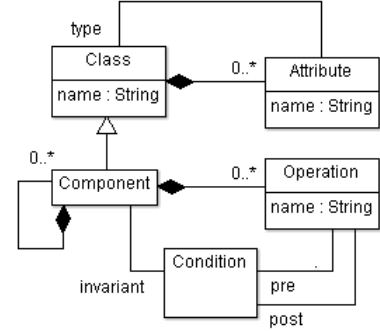 type
Class
name : String
0..*
Attribute
name : String
0..*
Component
0..*
Operation
name : String
Condition
invariant
pre
post